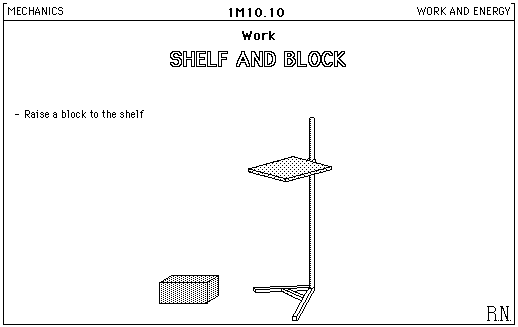 MECHANICS 1M10.10 WORK AND ENERGY
Work
SHELF AND BLOCK
- Raise a block to the shelf
R.N.